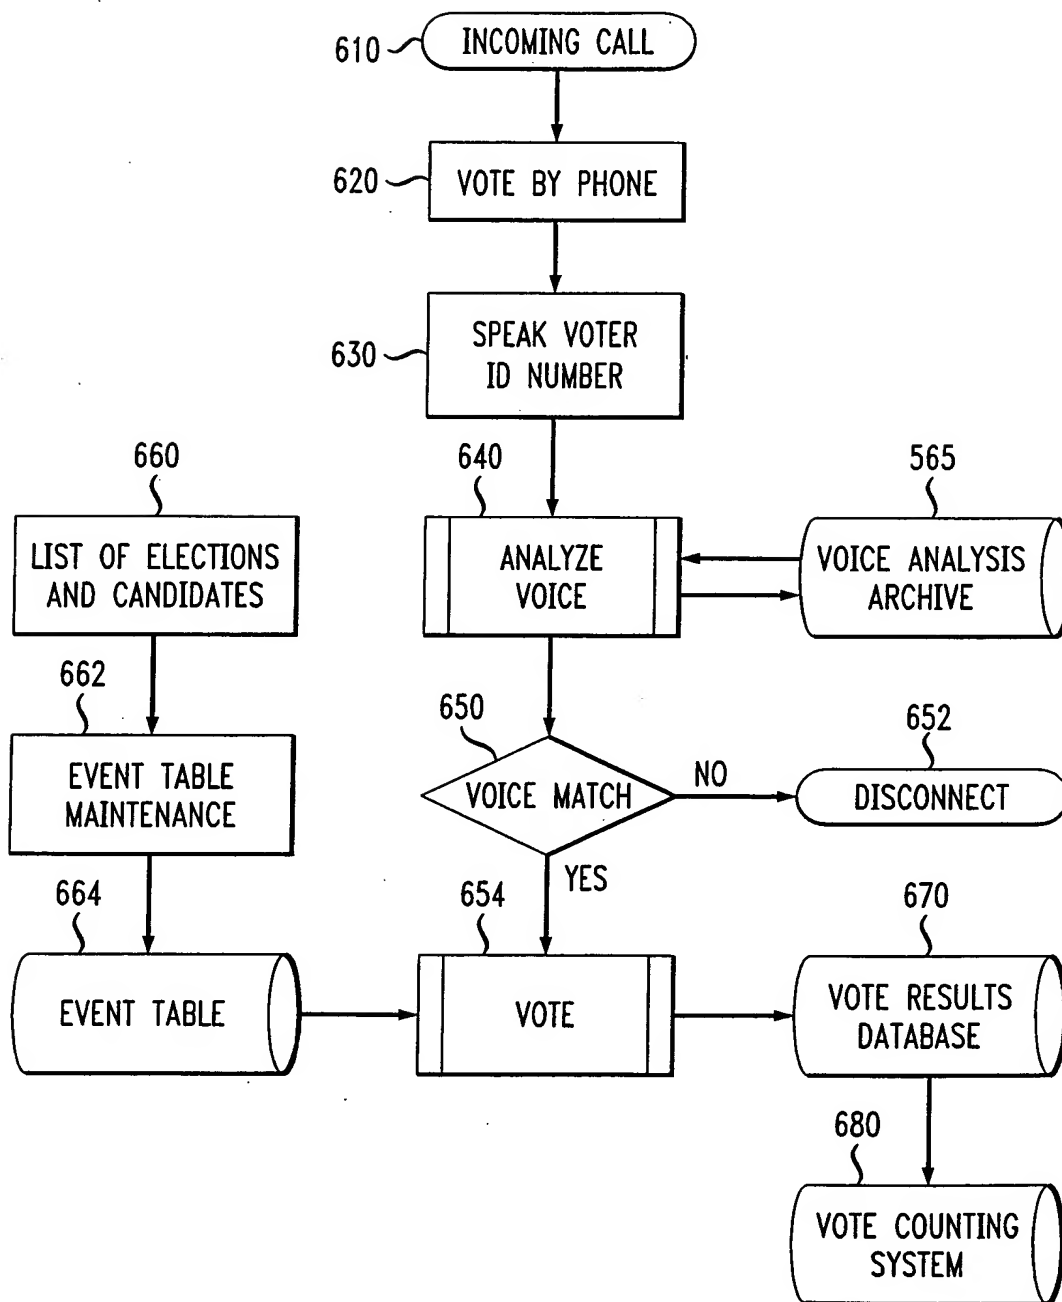 610
INCOMING CALL
620
VOTE BY PHONE
630
SPEAK VOTER
ID NUMBER
660
LIST OF ELECTIONS
AND CANDIDATES
640
ANALYZE
VOICE
565
VOICE ANALYSIS
ARCHIVE
662
EVENT TABLE
MAINTENANCE
650
VOICE MATCH
NO
YES
652
DISCONNECT
664
EVENT TABLE
654
VOTE
670
VOTE RESULTS
DATABASE
680
VOTE COUNTING
SYSTEM